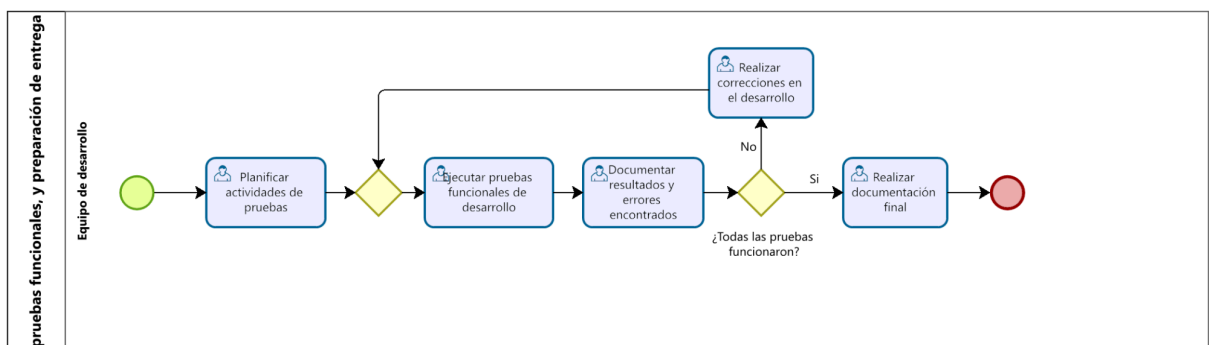 pruebas funcionales, y preparación de entrega
Equipo de desarrollo
Planificar
actividades de
pruebas
Ejecutar pruebas
funcionales de
desarrollo
Documentar
resultados y
errores
encontrados
¿Todas las pruebas
funcionaron?
No
Realizar
correcciones en
el desarrollo
Si
Realizar
documentación
final